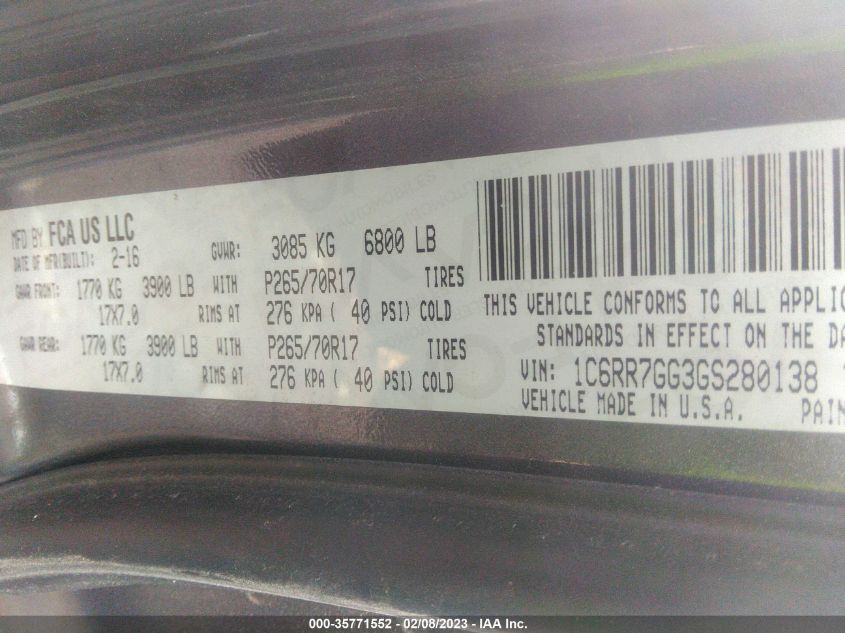 MFD BY FCA US LLC
DATE OF MFR(BUILT): 2-16 GVWR: 3085 KG 6800 LB
GAWR FRONT: 1770 KG 3900 LB WITH P265/70R17 TIRES
17X7.0 RIMS AT 276 KPA ( 40 PSI) COLD
GAWR REAR: 1770 KG 3900 LB WITH P265/70R17 TIRES
17X7.0 RIMS AT 276 KPA ( 40 PSI) COLD
THIS VEHICLE CONFORMS TO ALL APPLIC
STANDARDS IN EFFECT ON THE DA
VIN: 1C6RR7GG3GS280138
VEHICLE MADE IN U.S.A. PAIN
000-35771552 — 02/08/2023 — IAA Inc.